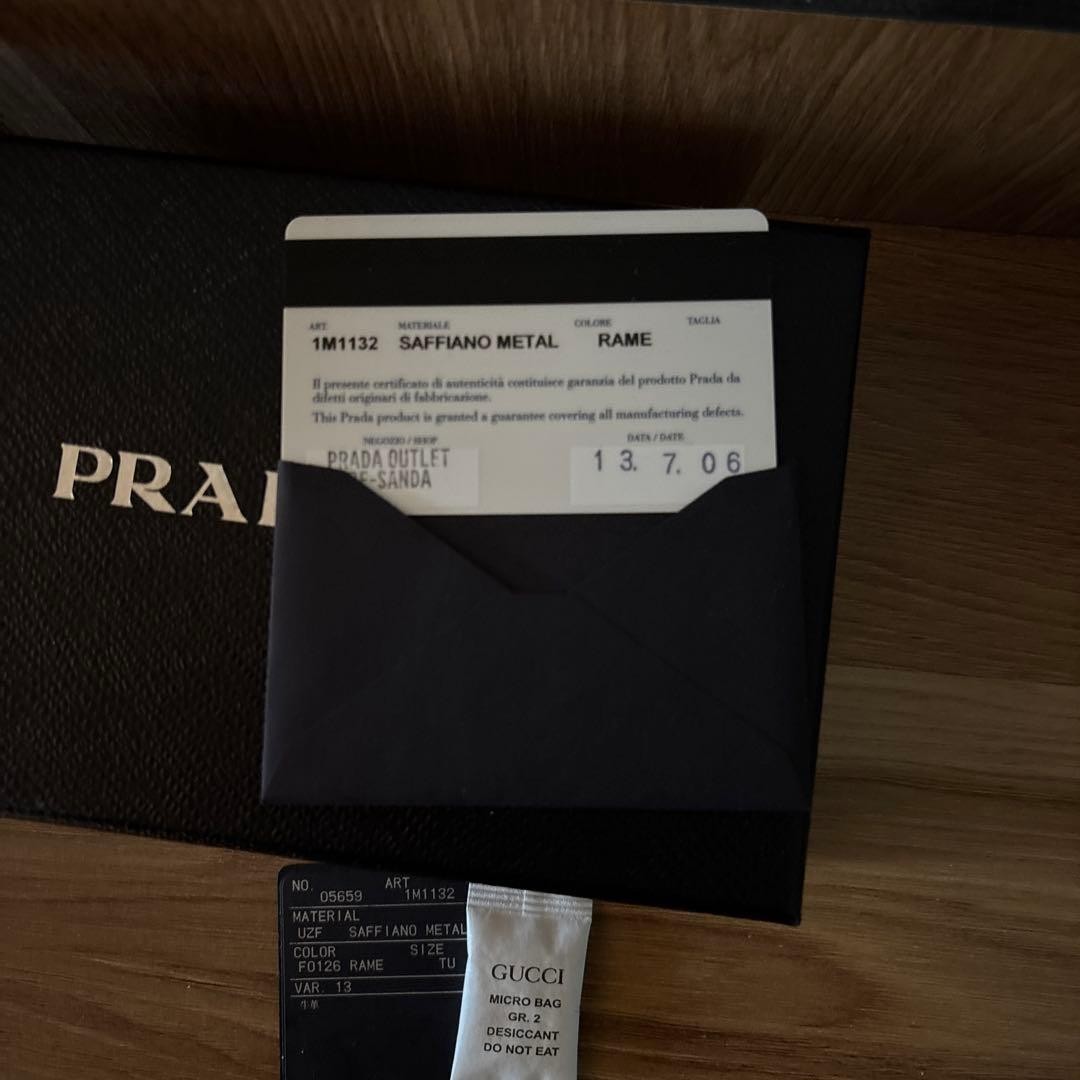 PRA
ART. MATERIALE COLORE TAGLIA
1M1132 SAFFIANO METAL RAME
Il presente certificato di autenticità costituisce garanzia del prodotto Prada da
difetti originari di fabbricazione.
This Prada product is granted a guarantee covering all manufacturing defects.
NEGOZIO / SHOP DATA / DATE
PRADA OUTLET 13. 7. 06
E-SANDA
NO. ART
05659 1M1132
MATERIAL
UZF SAFFIANO METAL
COLOR SIZE
F0126 RAME TU
VAR. 13
牛革
GUCCI
MICRO BAG
GR. 2
DESICCANT
DO NOT EAT